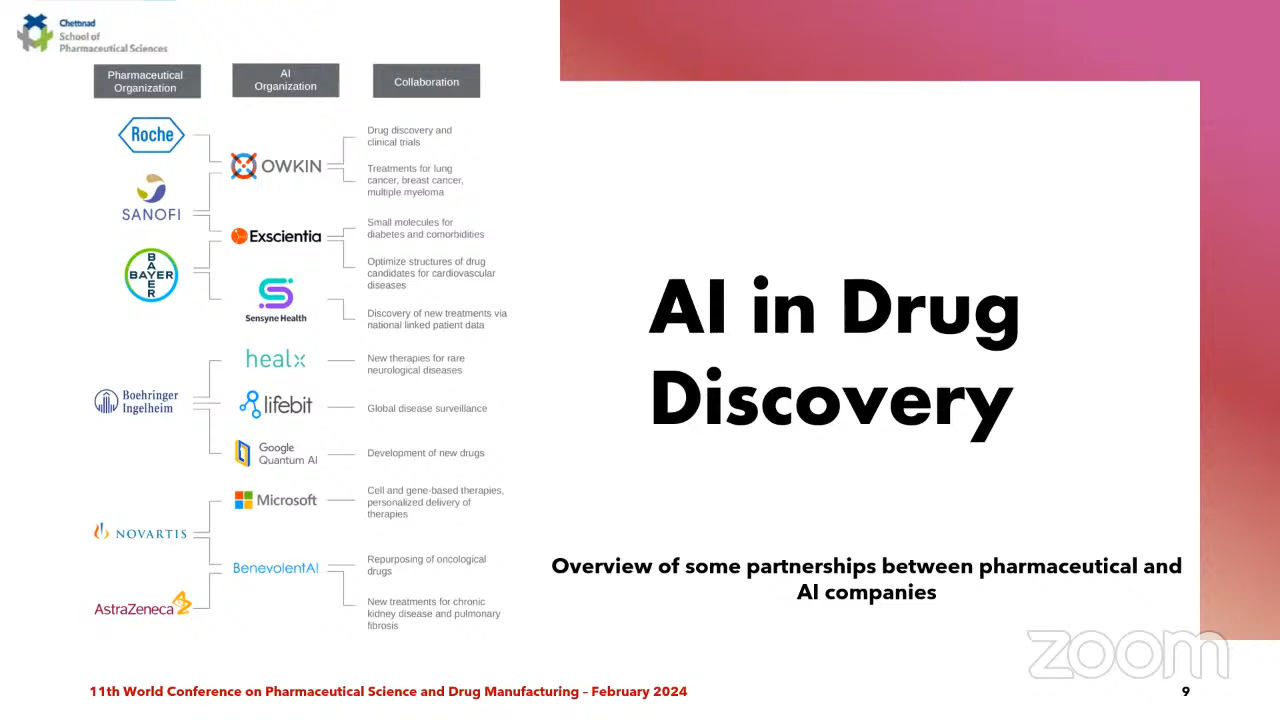 Chettinad
School of
Pharmaceutical Sciences
Pharmaceutical
Organization
AI
Organization
Collaboration
Roche
SANOFI
BAYER
BAYER
Boehringer
Ingelheim
NOVARTIS
AstraZeneca
OWKIN
Exscientia
Sensyne Health
healx
lifebit
Google
Quantum AI
Microsoft
BenevolentAI
Drug discovery and
clinical trials
Treatments for lung
cancer, breast cancer,
multiple myeloma
Small molecules for
diabetes and comorbidities
Optimize structures of drug
candidates for cardiovascular
diseases
Discovery of new treatments via
national linked patient data
New therapies for rare
neurological diseases
Global disease surveillance
Development of new drugs
Cell and gene-based therapies,
personalized delivery of
therapies
Repurposing of oncological
drugs
New treatments for chronic
kidney disease and pulmonary
fibrosis
AI in Drug
Discovery
Overview of some partnerships between pharmaceutical and
AI companies
zoom
11th World Conference on Pharmaceutical Science and Drug Manufacturing – February 2024
9